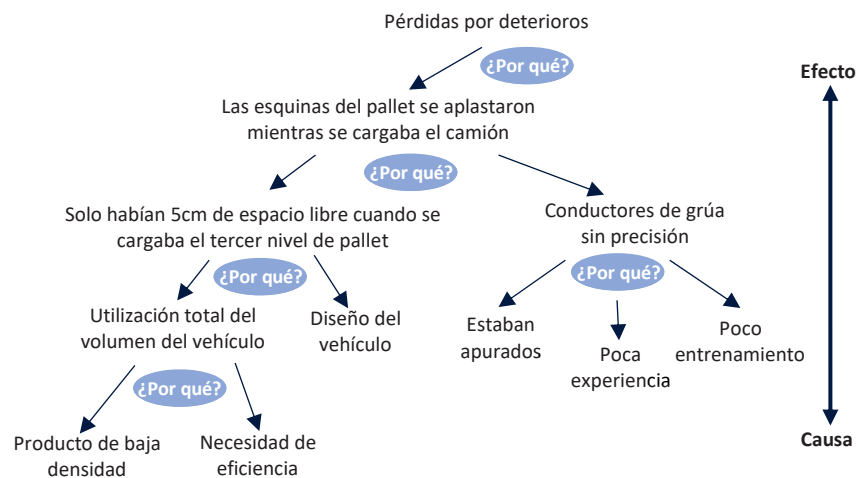 Pérdidas por deterioros
¿Por qué?
Efecto
Las esquinas del pallet se aplastaron
mientras se cargaba el camión
¿Por qué?
Solo habían 5cm de espacio libre cuando se
cargaba el tercer nivel de pallet
Conductores de grúa
sin precisión
¿Por qué?
¿Por qué?
Utilización total del
volumen del vehículo
Diseño del
vehículo
Estaban
apurados
Poca
experiencia
Poco
entrenamiento
¿Por qué?
Producto de baja
densidad
Necesidad de
eficiencia
Causa